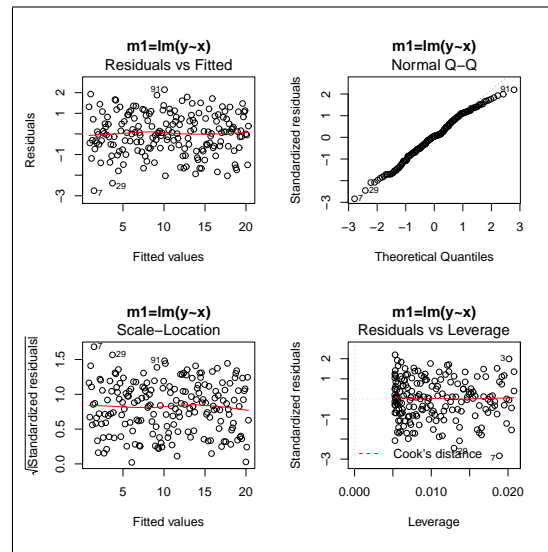 m1=lm(y~x)
Residuals vs Fitted
Residuals
2
1
-1
-3
91
7
29
5 10 15 20
Fitted values
m1=lm(y~x)
Normal Q-Q
Standardized residuals
2
1
0
-1
-3
91
29
7
-3 -2 -1 0 1 2 3
Theoretical Quantiles
m1=lm(y~x)
Scale-Location
√|Standardized residuals|
1.5
1.0
0.5
0.0
7
29
91
5 10 15 20
Fitted values
m1=lm(y~x)
Residuals vs Leverage
Standardized residuals
2
1
-1
-3
3
29
7
Cook's distance
0.000 0.010 0.020
Leverage